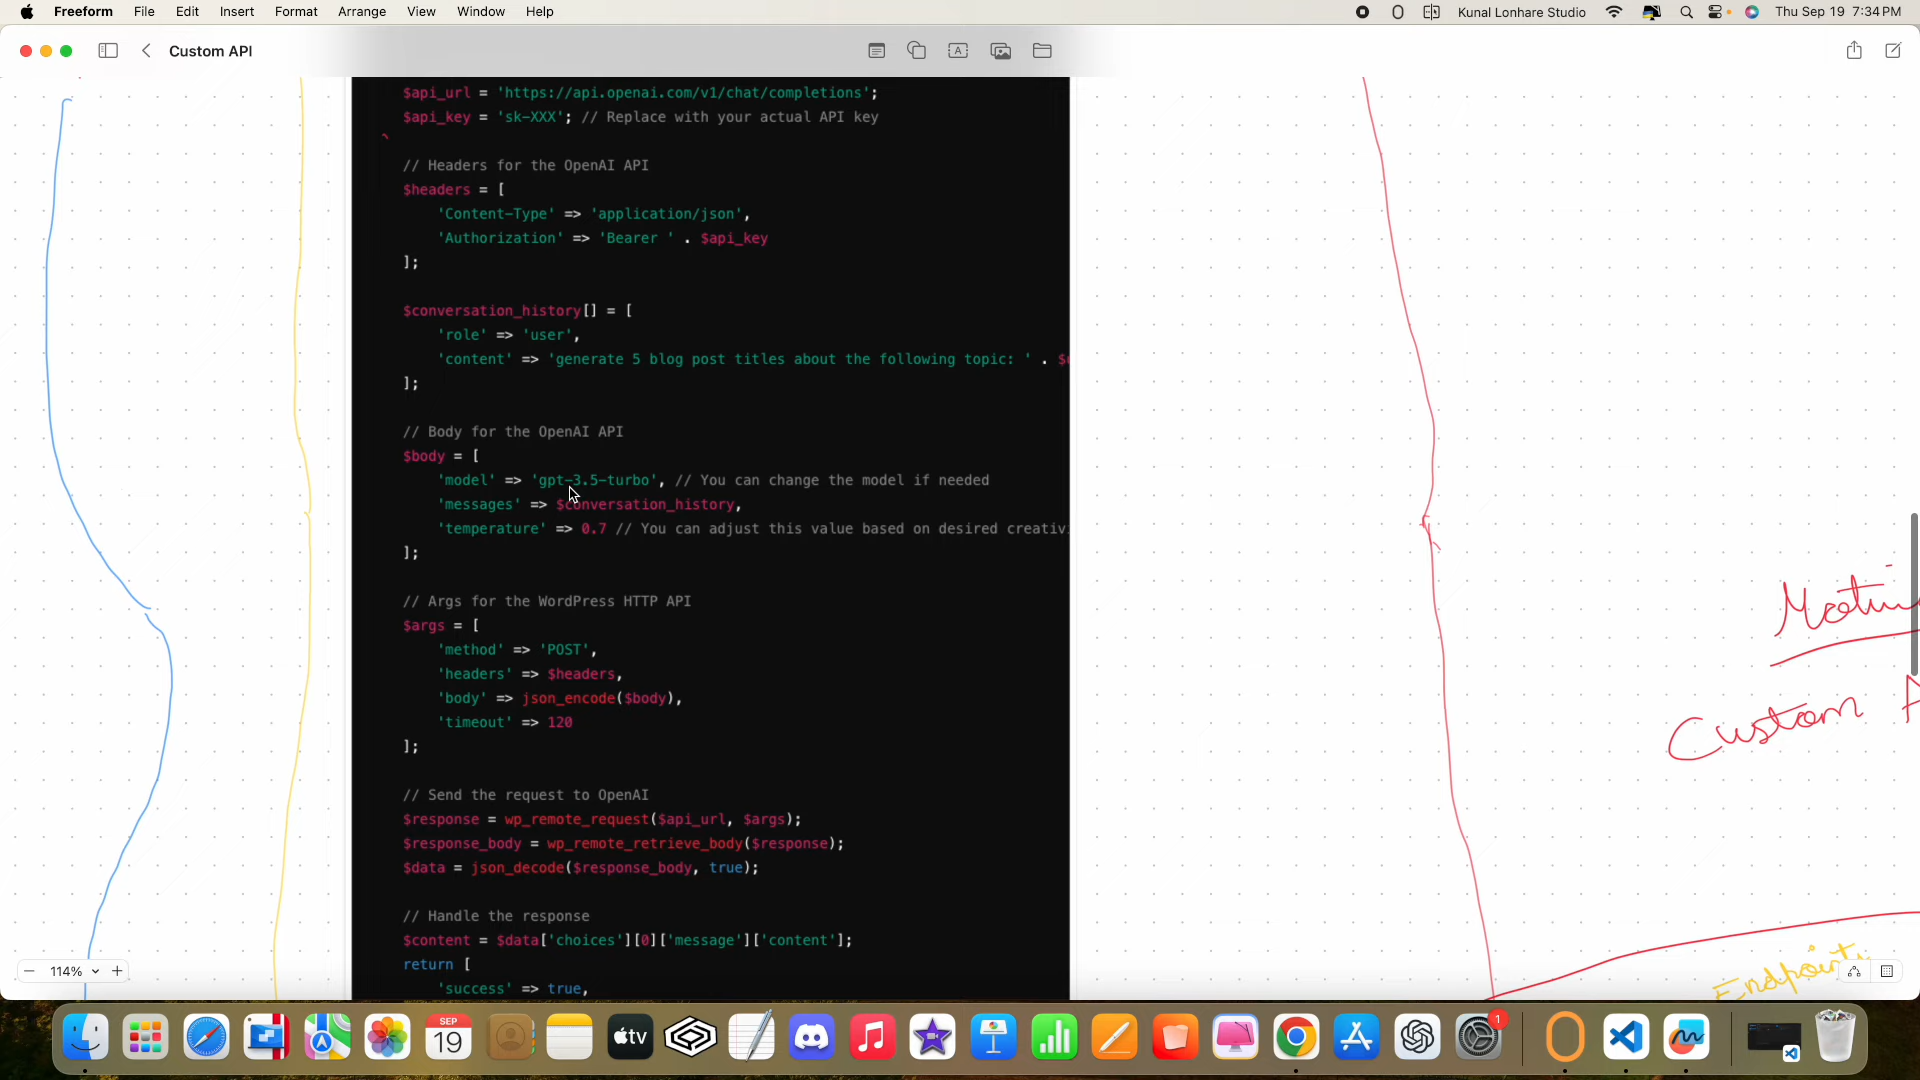 Freeform File Edit Insert Format Arrange View Window Help Kunal Lonhare Studio Thu Sep 19 7:34 PM
Custom API
$api_url = 'https://api.openai.com/v1/chat/completions';
$api_key = 'sk-XXX'; // Replace with your actual API key
// Headers for the OpenAI API
$headers = [
'Content-Type' => 'application/json',
'Authorization' => 'Bearer ' . $api_key
];
$conversation_history[] = [
'role' => 'user',
'content' => 'generate 5 blog post titles about the following topic: ' .
];
// Body for the OpenAI API
$body = [
'model' => 'gpt-3.5-turbo', // You can change the model if needed
'messages' => $conversation_history,
'temperature' => 0.7 // You can adjust this value based on desired creativi
];
// Args for the WordPress HTTP API
$args = [
'method' => 'POST',
'headers' => $headers,
'body' => json_encode($body),
'timeout' => 120
];
// Send the request to OpenAI
$response = wp_remote_request($api_url, $args);
$response_body = wp_remote_retrieve_body($response);
$data = json_decode($response_body, true);
// Handle the response
$content = $data['choices'][0]['message']['content'];
return [
'success' => true,
Custom A
Endpoints
114%
SEP
19
tv
1